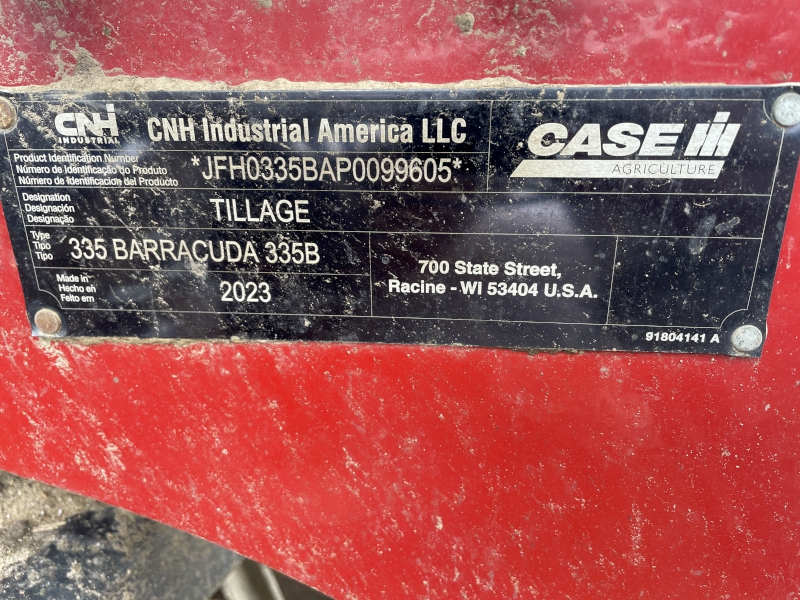 CNH
INDUSTRIAL
CNH Industrial America LLC
CASE IH
AGRICULTURE
Product Identification Number
Número de Identificação do Produto
Número de Identificacion del Producto
*JFH0335BAP0099605*
Designation
Designación
Designação
TILLAGE
Type
Tipo
Tipo
335 BARRACUDA 335B
Made in
Hecho en
Feito em
2023
700 State Street,
Racine - WI 53404 U.S.A.
91804141 A